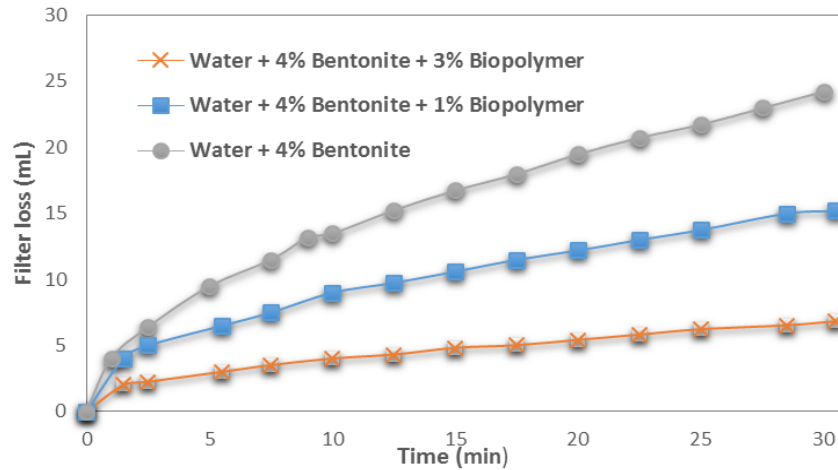 30
25
20
15
10
5
0
Filter loss (mL)
Water + 4% Bentonite + 3% Biopolymer
Water + 4% Bentonite + 1% Biopolymer
Water + 4% Bentonite
0 5 10 15 20 25 30
Time (min)